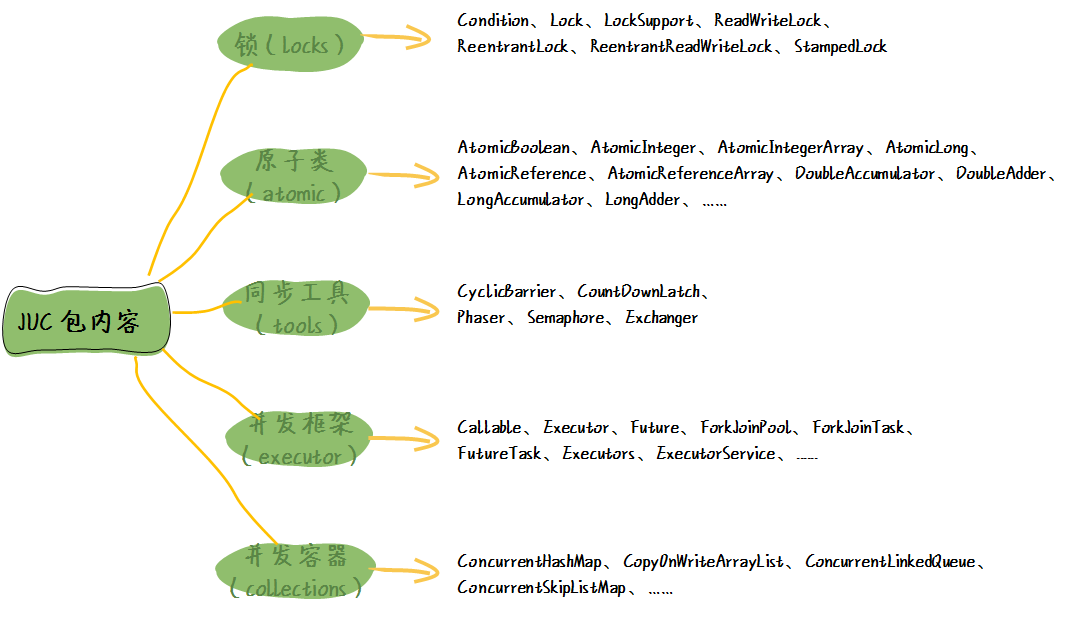 锁(locks)
Condition、Lock、LockSupport、ReadWriteLock、
ReentrantLock、ReentrantReadWriteLock、StampedLock
原子类
(atomic)
AtomicBoolean、AtomicInteger、AtomicIntegerArray、AtomicLong、
AtomicReference、AtomicReferenceArray、DoubleAccumulator、DoubleAdder、
LongAccumulator、LongAdder、……
JUC 包内容
同步工具
(tools)
CyclicBarrier、CountDownLatch、
Phaser、Semaphore、Exchanger
并发框架
(executor)
Callable、Executor、Future、ForkJoinPool、ForkJoinTask、
FutureTask、Executors、ExecutorService、……
并发容器
(collections)
ConcurrentHashMap、CopyOnWriteArrayList、ConcurrentLinkedQueue、
ConcurrentSkipListMap、……